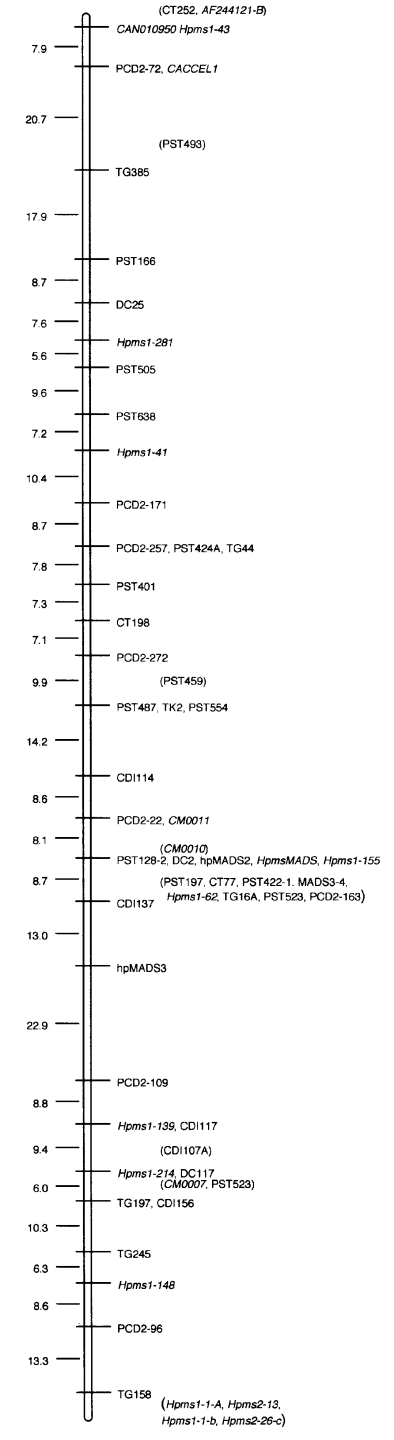 (CT252, AF244121-B)
CAN010950 Hpms1-43
7.9
PCD2-72, CACCEL1
20.7
(PST493)
TG385
17.9
PST166
8.7
DC25
7.6
Hpms1-281
5.6
PST505
9.6
PST638
7.2
Hpms1-41
10.4
PCD2-171
8.7
PCD2-257, PST424A, TG44
7.8
PST401
7.3
CT198
7.1
PCD2-272
9.9
(PST459)
PST487, TK2, PST554
14.2
CDI114
8.6
PCD2-22, CM0011
8.1
(CM0010)
PST128-2, DC2, hpMADS2, HpmsMADS, Hpms1-155
8.7
(PST197, CT77, PST422-1. MADS3-4,
Hpms1-62, TG16A, PST523, PCD2-163)
CDI137
13.0
hpMADS3
22.9
PCD2-109
8.8
Hpms1-139, CDI117
9.4
(CDI107A)
Hpms1-214, DC117
6.0
(CM0007, PST523)
TG197, CDI156
10.3
TG245
6.3
Hpms1-148
8.6
PCD2-96
13.3
TG158
(Hpms1-1-A, Hpms2-13,
Hpms1-1-b, Hpms2-26-c)